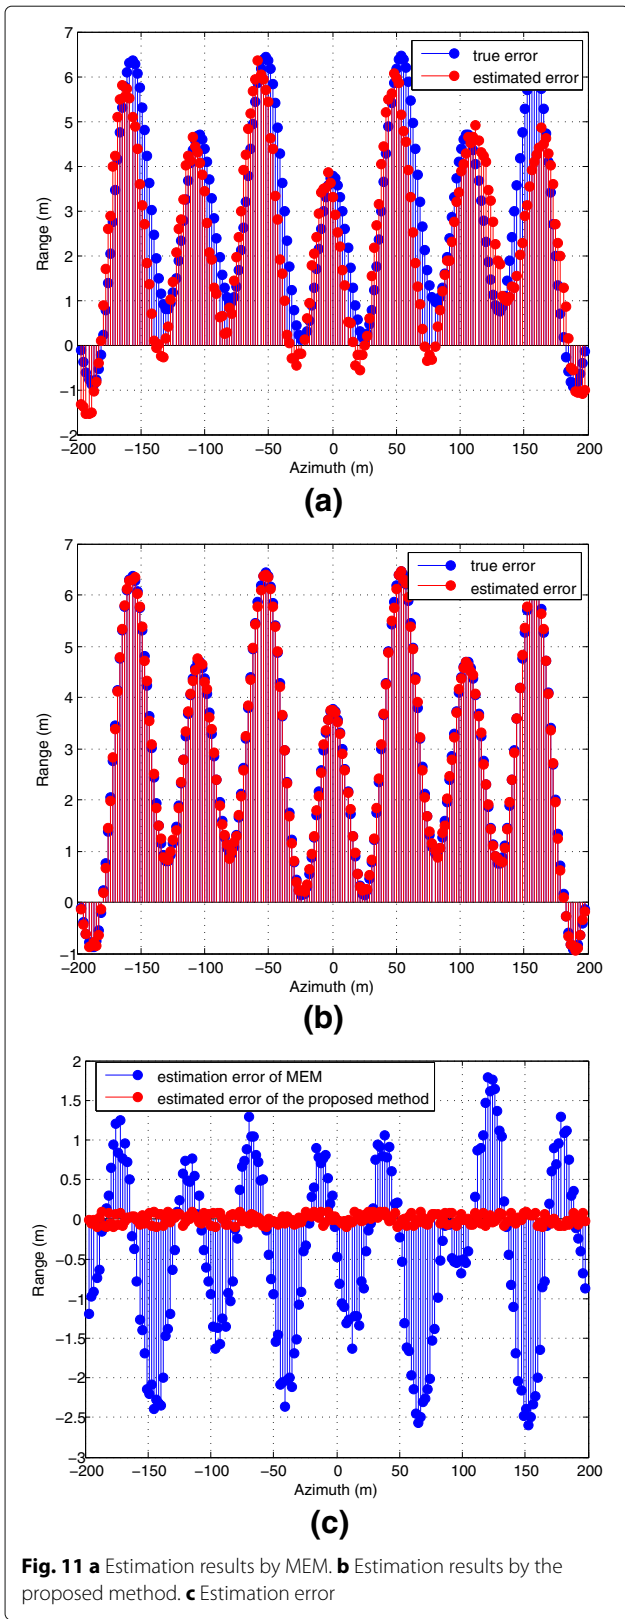 7
6
5
4
3
2
1
0
−1
−2
Range (m)
true error
estimated error
−200 −150 −100 −50 0 50 100 150 200
Azimuth (m)
(a)
7
6
5
4
3
2
1
0
−1
Range (m)
true error
estimated error
−200 −150 −100 −50 0 50 100 150 200
Azimuth (m)
(b)
2
1.5
1
0.5
0
−0.5
−1
−1.5
−2
−2.5
−3
Range (m)
estimation error of MEM
estimated error of the proposed method
−200 −150 −100 −50 0 50 100 150 200
Azimuth (m)
(c)
Fig. 11 a Estimation results by MEM. b Estimation results by the
proposed method. c Estimation error